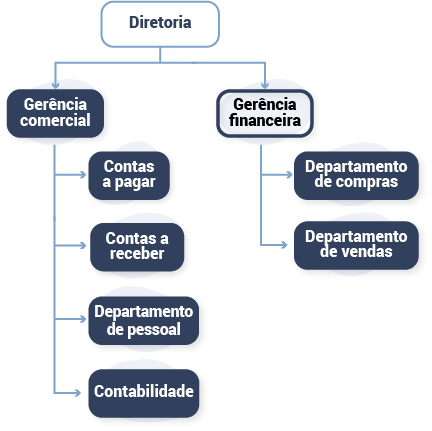 Diretoria
Gerência
comercial
Gerência
financeira
Contas
a pagar
Departamento
de compras
Contas a
receber
Departamento
de vendas
Departamento
de pessoal
Contabilidade